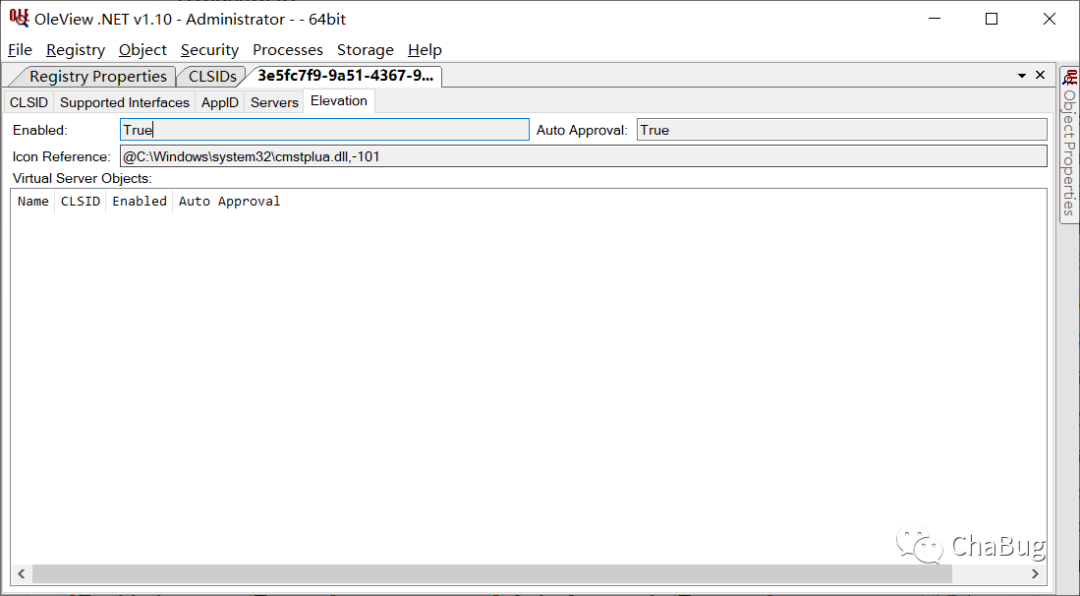 OleView .NET v1.10 - Administrator - - 64bit
File Registry Object Security Processes Storage Help
Registry Properties CLSIDs 3e5fc7f9-9a51-4367-9...
CLSID Supported Interfaces AppID Servers Elevation
Enabled: True Auto Approval: True
Icon Reference: @C:\Windows\system32\cmstplua.dll,-101
Virtual Server Objects:
Name CLSID Enabled Auto Approval
Object Properties
ChaBug